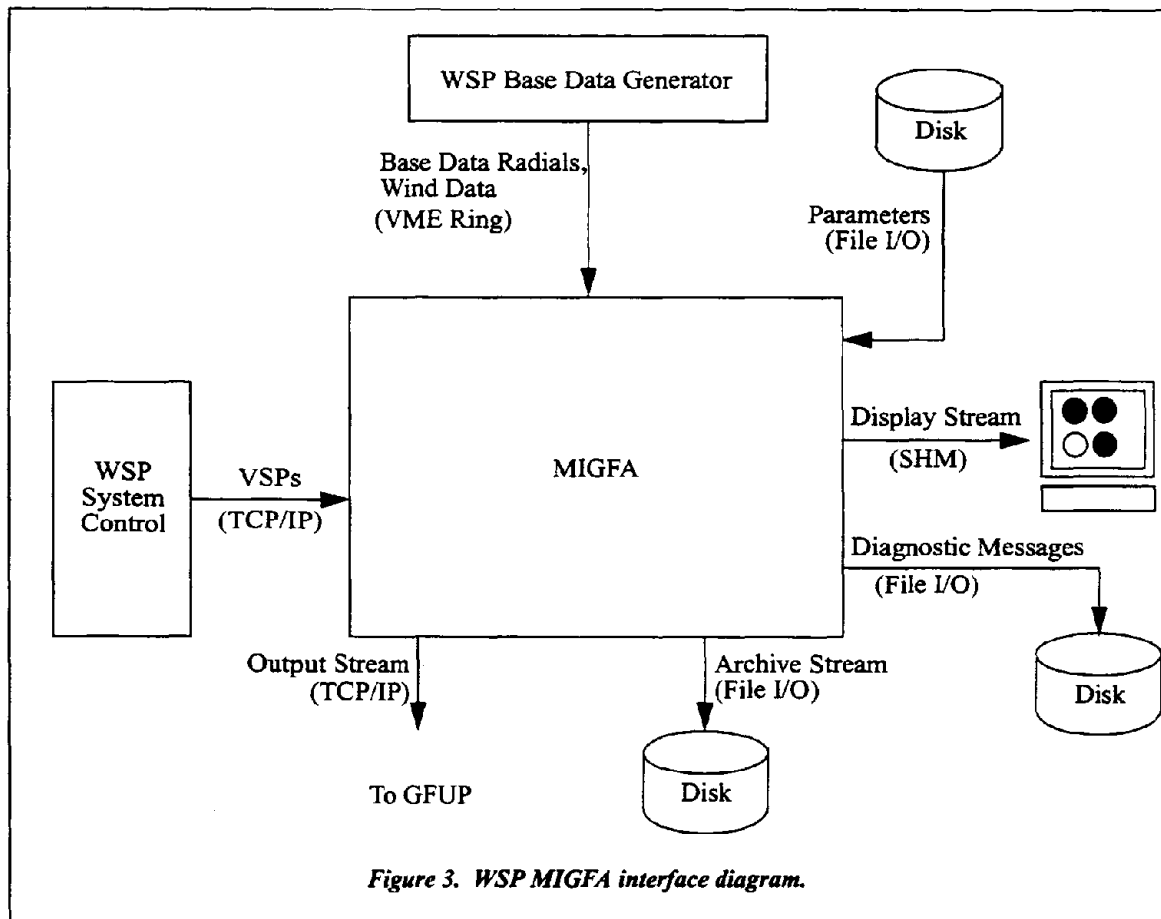 WSP Base Data Generator
Disk
Base Data Radials,
Wind Data
(VME Ring)
Parameters
(File I/O)
WSP
System
Control
VSPs
(TCP/IP)
MIGFA
Display Stream
(SHM)
Diagnostic Messages
(File I/O)
Disk
Output Stream
(TCP/IP)
To GFUP
Archive Stream
(File I/O)
Disk
Figure 3. WSP MIGFA interface diagram.